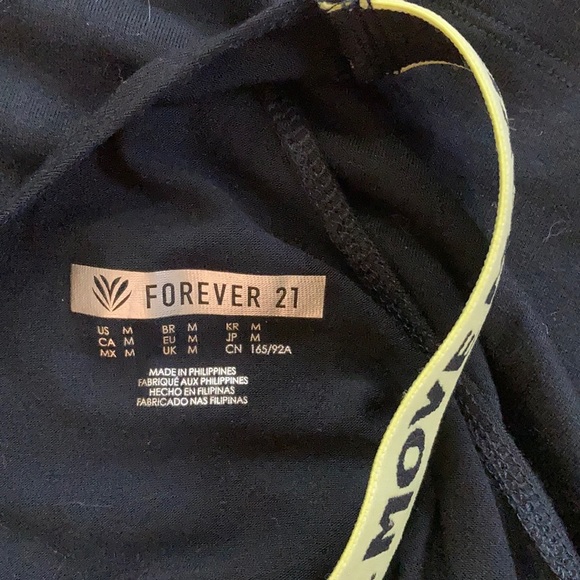 FOREVER 21
US M BR M KR M
CA M EU M JP M
MX M UK M CN 165/92A
MADE IN PHILIPPINES
FABRIQUÉ AUX PHILIPPINES
HECHO EN FILIPINAS
FABRICADO NAS FILIPINAS
MOVE